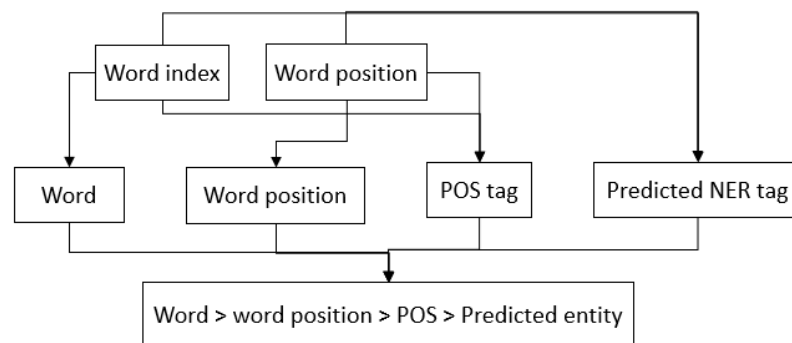 Word index
Word position
Word
Word position
POS tag
Predicted NER tag
Word > word position > POS > Predicted entity